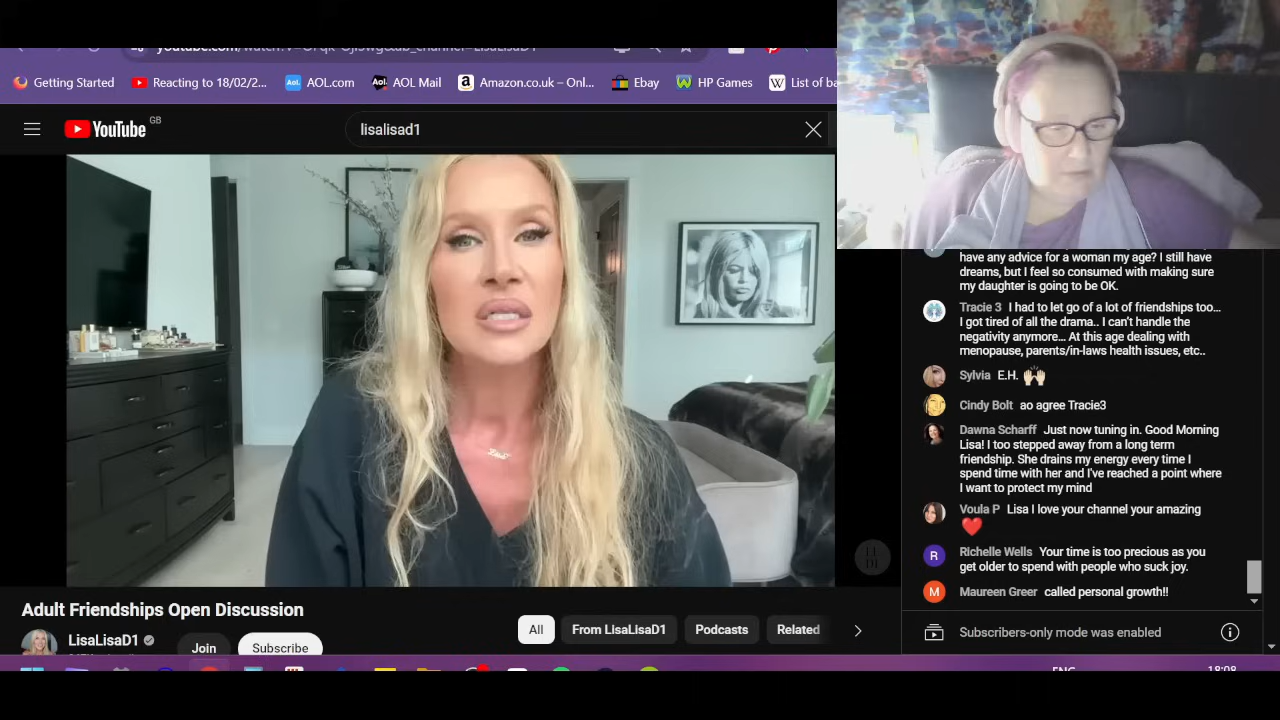 Getting Started
Reacting to 18/02/2...
AOL.com
AOL Mail
Amazon.co.uk – Onl...
Ebay
HP Games
List of ba
YouTube GB
lisalisad1
have any advice for a woman my age? I still have
dreams, but I feel so consumed with making sure
my daughter is going to be OK.
Tracie 3 I had to let go of a lot of friendships too...
I got tired of all the drama.. I can't handle the
negativity anymore... At this age dealing with
menopause, parents/in-laws health issues, etc..
Sylvia E.H. 🙌🏻
Cindy Bolt ao agree Tracie3
Dawna Scharff Just now tuning in. Good Morning
Lisa! I too stepped away from a long term
friendship. She drains my energy every time I
spend time with her and I've reached a point where
I want to protect my mind
Voula P Lisa I love your channel your amazing
❤️
Richelle Wells Your time is too precious as you
get older to spend with people who suck joy.
Maureen Greer called personal growth!!
Subscribers-only mode was enabled
Adult Friendships Open Discussion
LisaLisaD1
Join
Subscribe
All
From LisaLisaD1
Podcasts
Related